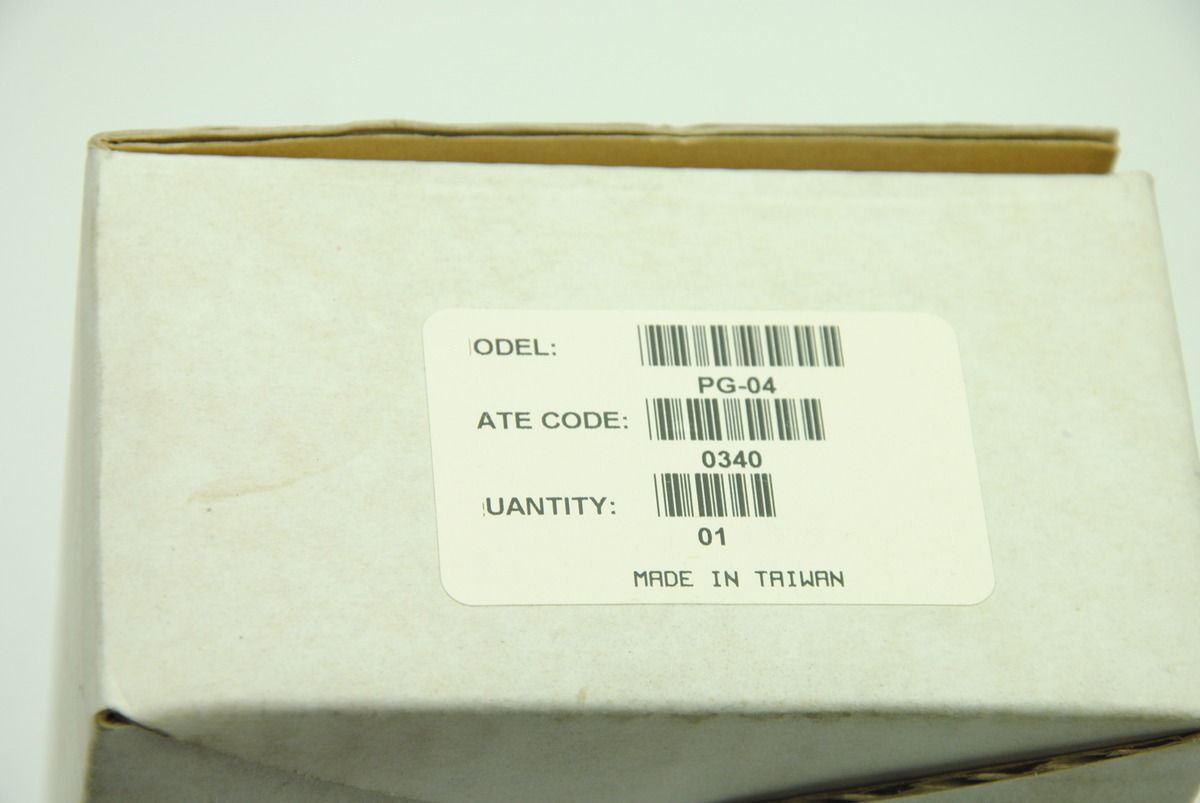 ODEL:
PG-04
ATE CODE:
0340
UANTITY:
01
MADE IN TAIWAN